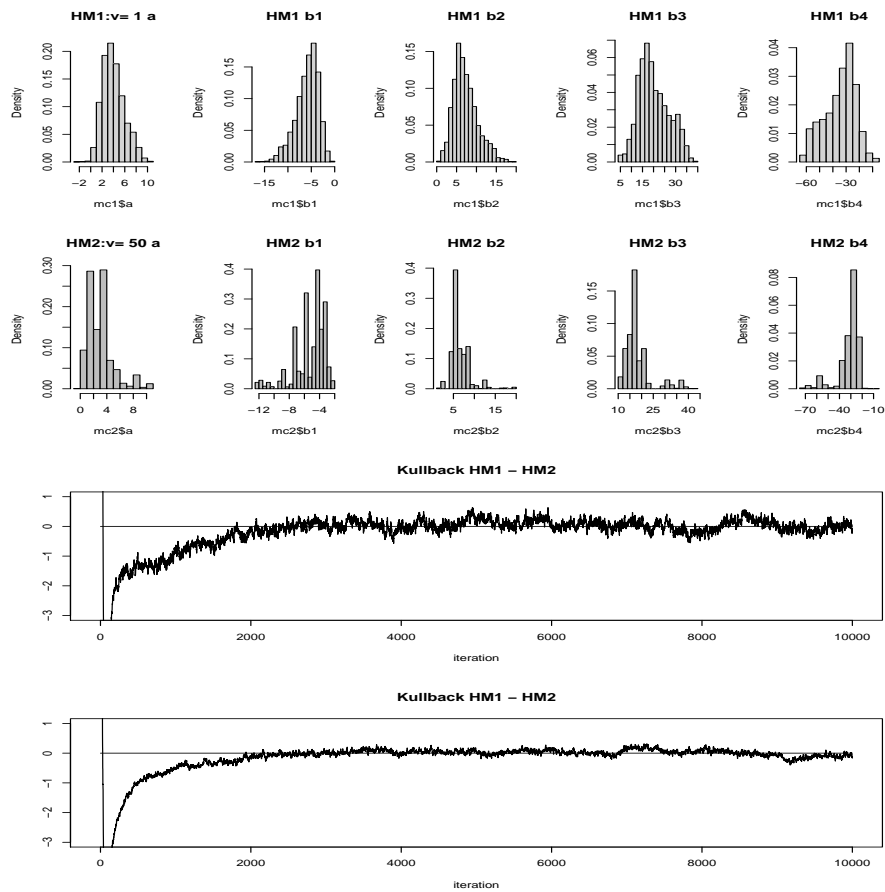 HM1:v= 1 a
HM1 b1
HM1 b2
HM1 b3
HM1 b4
Density
0.00 0.05 0.10 0.15 0.20
−2 2 6 10
mc1$a
Density
0.00 0.05 0.10 0.15
−15 −5 0
mc1$b1
Density
0.00 0.05 0.10 0.15
0 5 15
mc1$b2
Density
0.00 0.02 0.04 0.06
5 15 30
mc1$b3
Density
0.00 0.01 0.02 0.03 0.04
−60 −30
mc1$b4
HM2:v= 50 a
HM2 b1
HM2 b2
HM2 b3
HM2 b4
Density
0.00 0.10 0.20 0.30
0 4 8
mc2$a
Density
0.0 0.1 0.2 0.3 0.4
−12 −8 −4
mc2$b1
Density
0.0 0.1 0.2 0.3 0.4
5 15
mc2$b2
Density
0.00 0.05 0.10 0.15
10 25 40
mc2$b3
Density
0.00 0.02 0.04 0.06 0.08
−70 −40 −10
mc2$b4
Kullback HM1 − HM2
−3 −2 −1 0 1
0 2000 4000 6000 8000 10000
iteration
Kullback HM1 − HM2
−3 −2 −1 0 1
0 2000 4000 6000 8000 10000
iteration